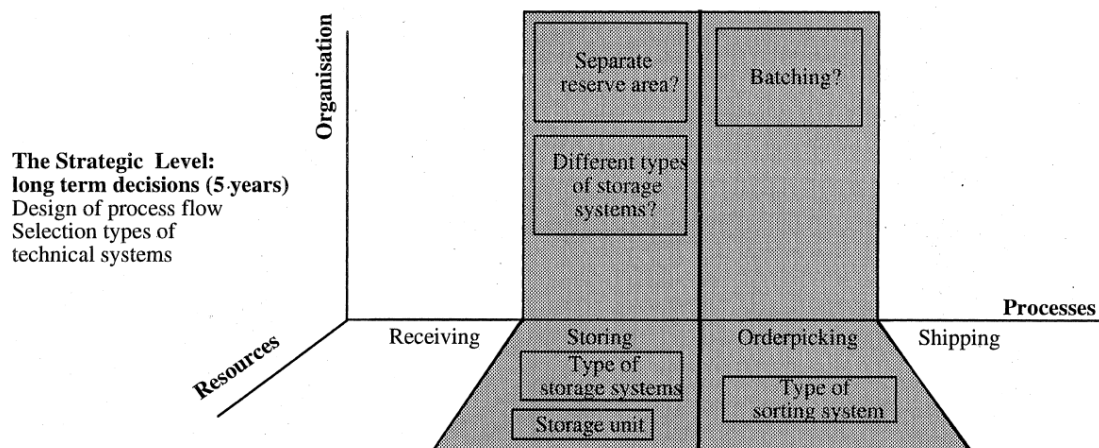 Organisation
Separate
reserve area?
Batching?
Different types
of storage
systems?
The Strategic Level:
long term decisions (5 years)
Design of process flow
Selection types of
technical systems
Processes
Resources
Receiving
Storing
Orderpicking
Shipping
Type of
storage systems
Storage unit
Type of
sorting system